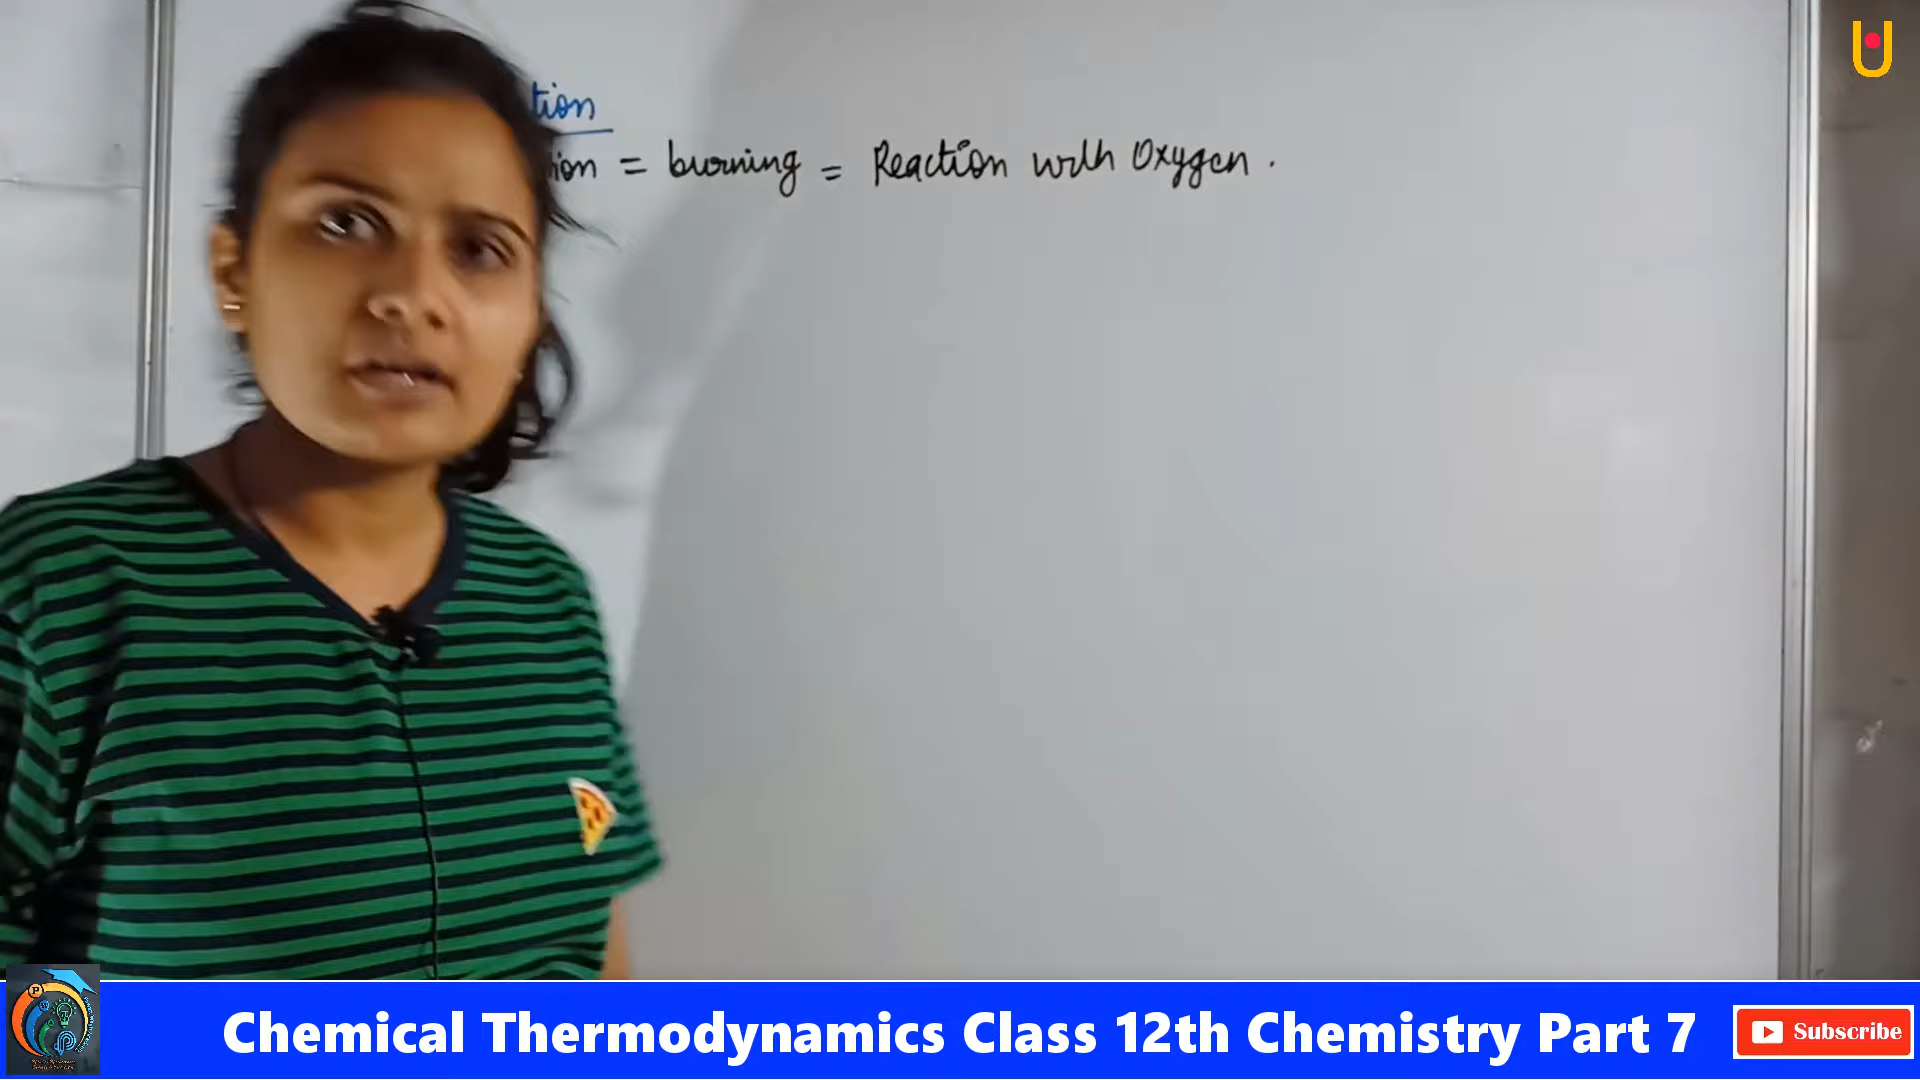 tion
ion = burning = Reaction with Oxygen.
Chemical Thermodynamics Class 12th Chemistry Part 7
Subscribe